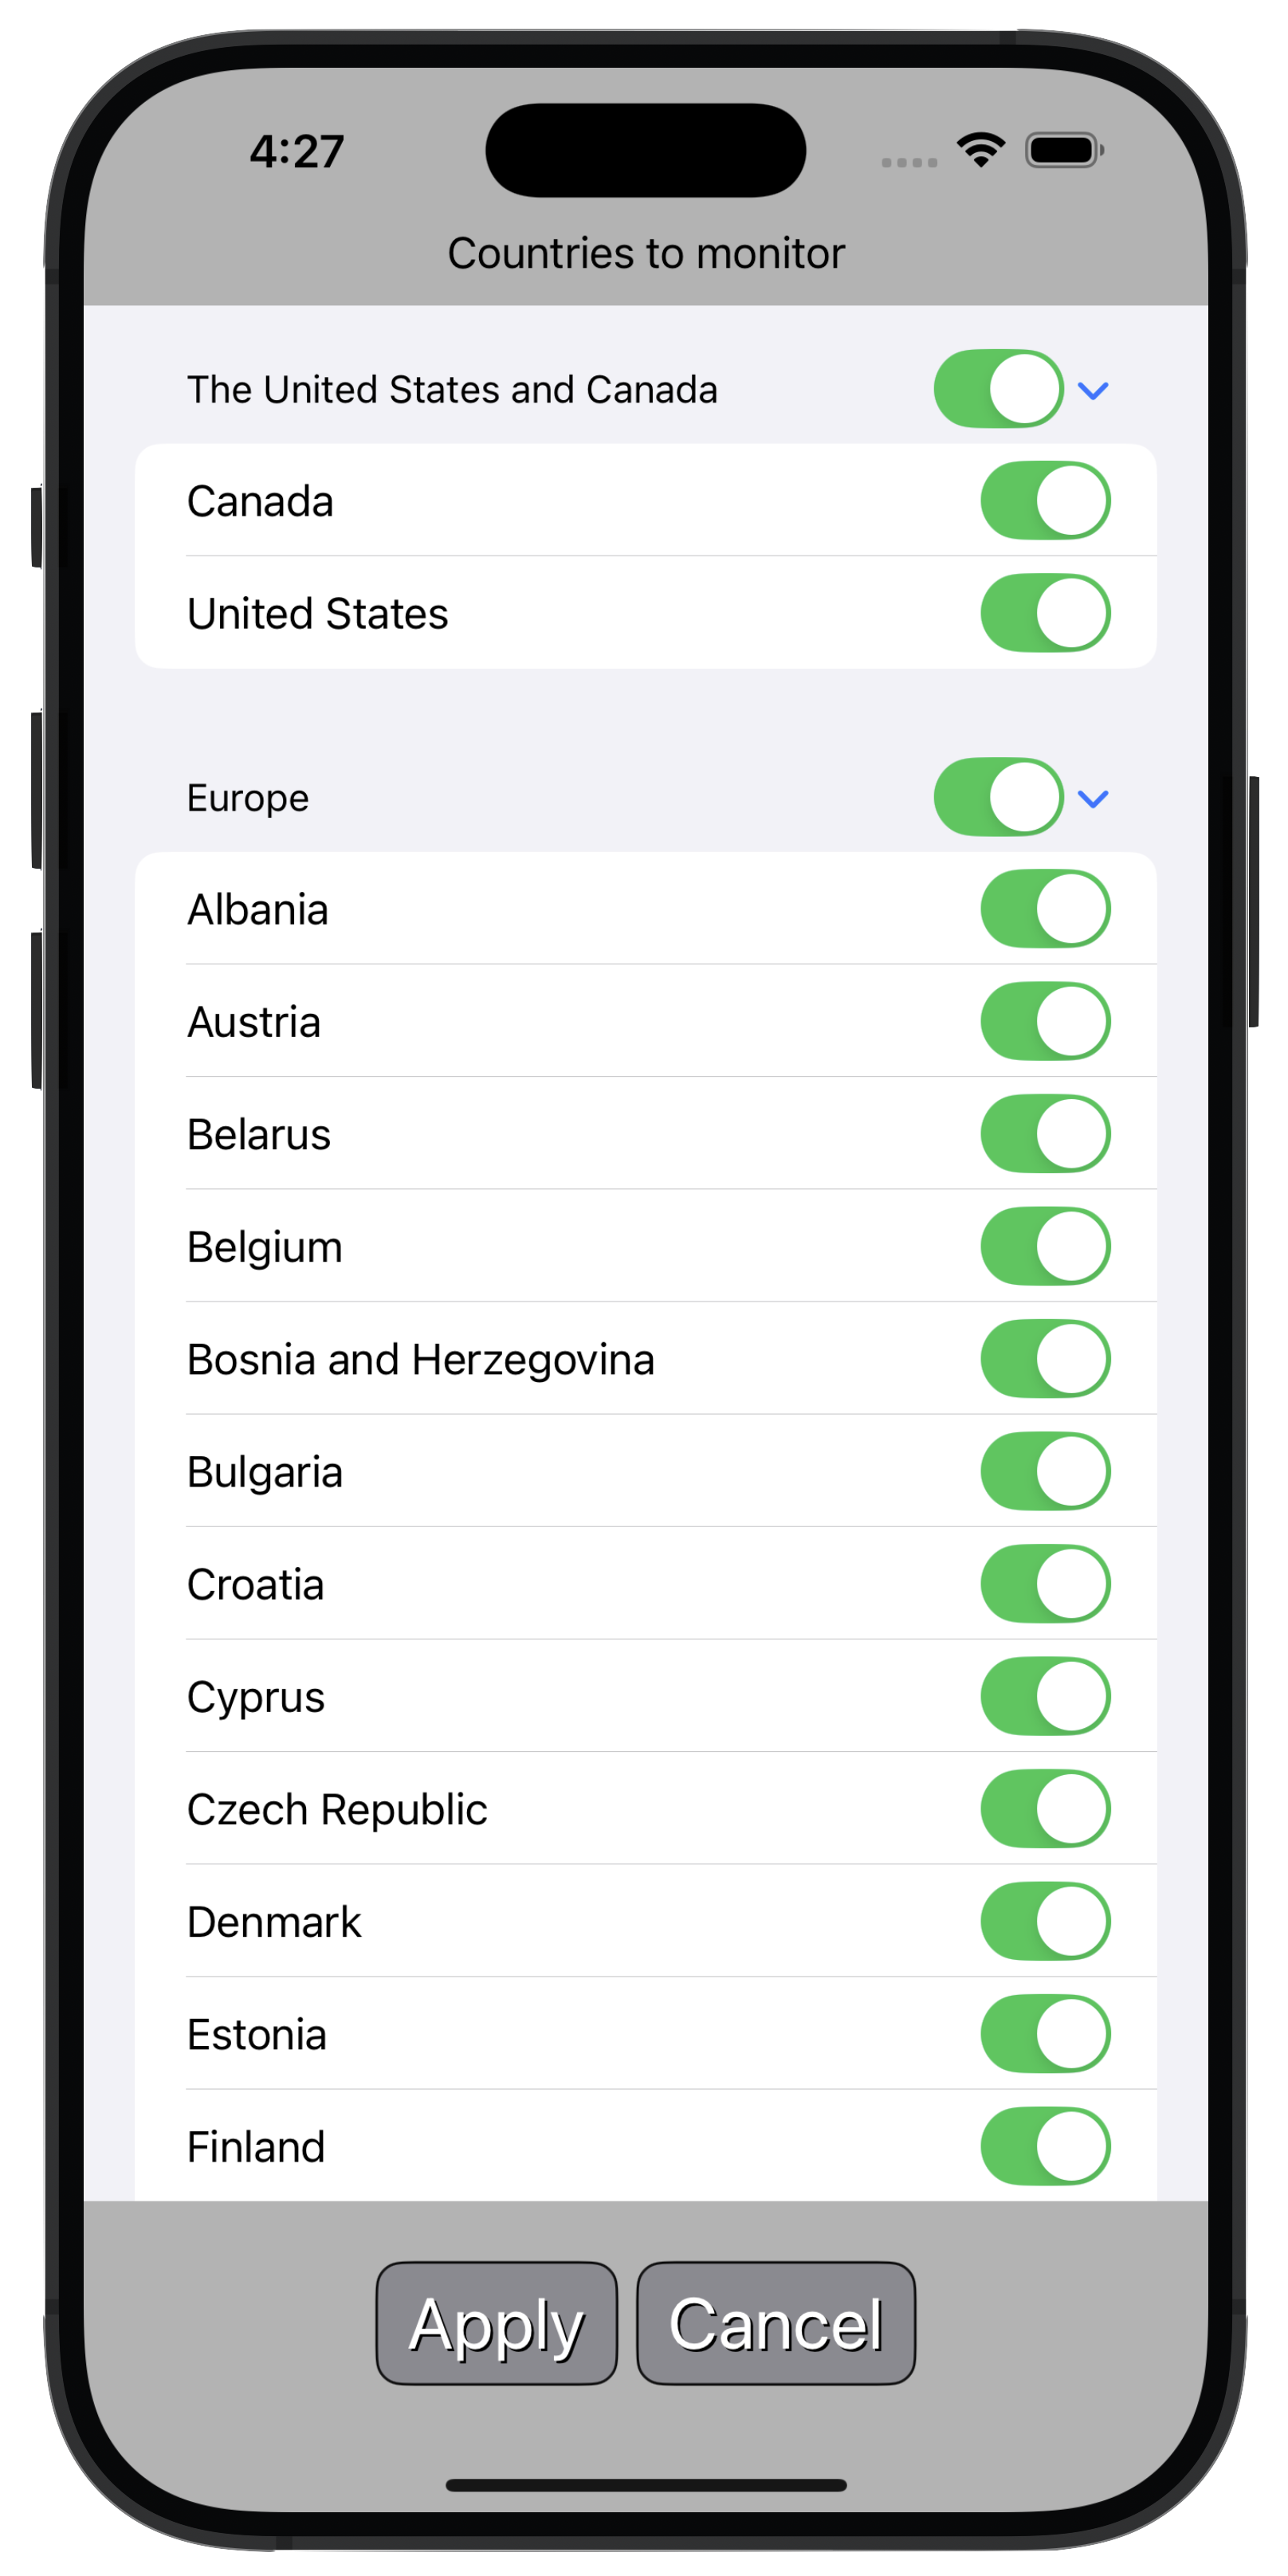 4:27
Countries to monitor
The United States and Canada
Canada
United States
Europe
Albania
Austria
Belarus
Belgium
Bosnia and Herzegovina
Bulgaria
Croatia
Cyprus
Czech Republic
Denmark
Estonia
Finland
Apply Cancel